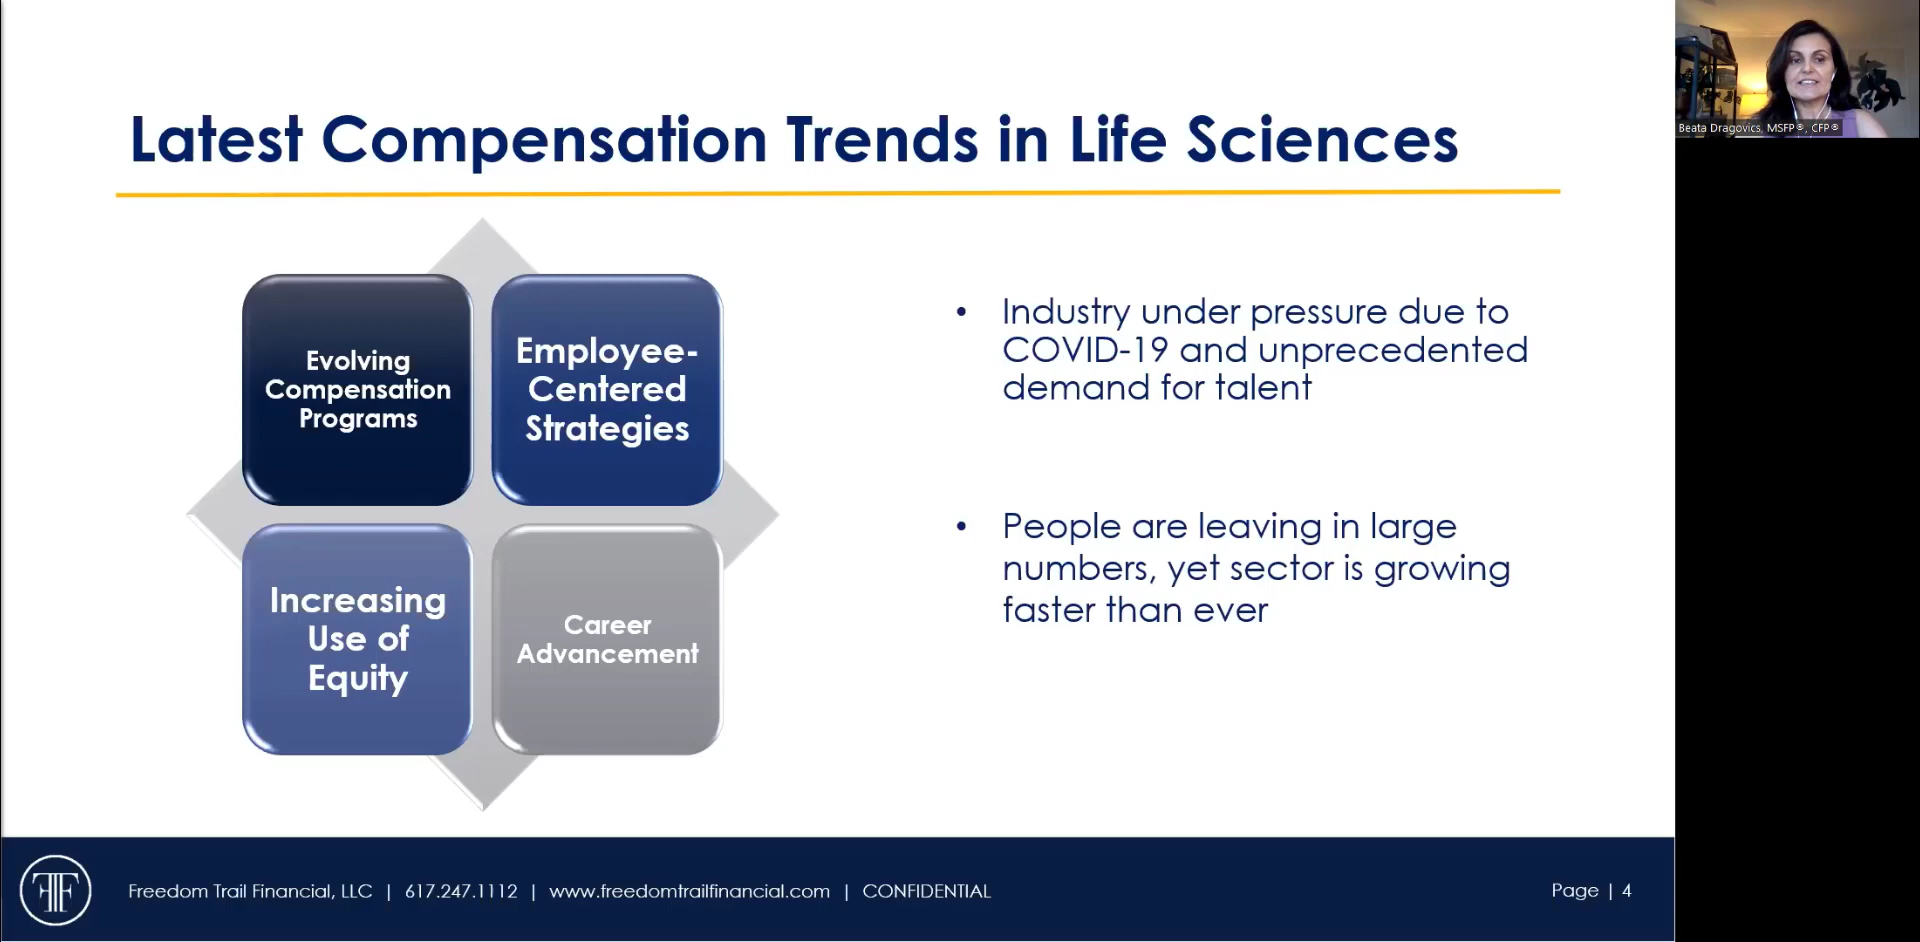 Latest Compensation Trends in Life Sciences
Evolving
Compensation
Programs
Employee-
Centered
Strategies
Increasing
Use of
Equity
Career
Advancement
• Industry under pressure due to
COVID-19 and unprecedented
demand for talent
• People are leaving in large
numbers, yet sector is growing
faster than ever
Freedom Trail Financial, LLC | 617.247.1112 | www.freedomtrailfinancial.com | CONFIDENTIAL
Page | 4
Beata Dragovics, MSFP®, CFP®